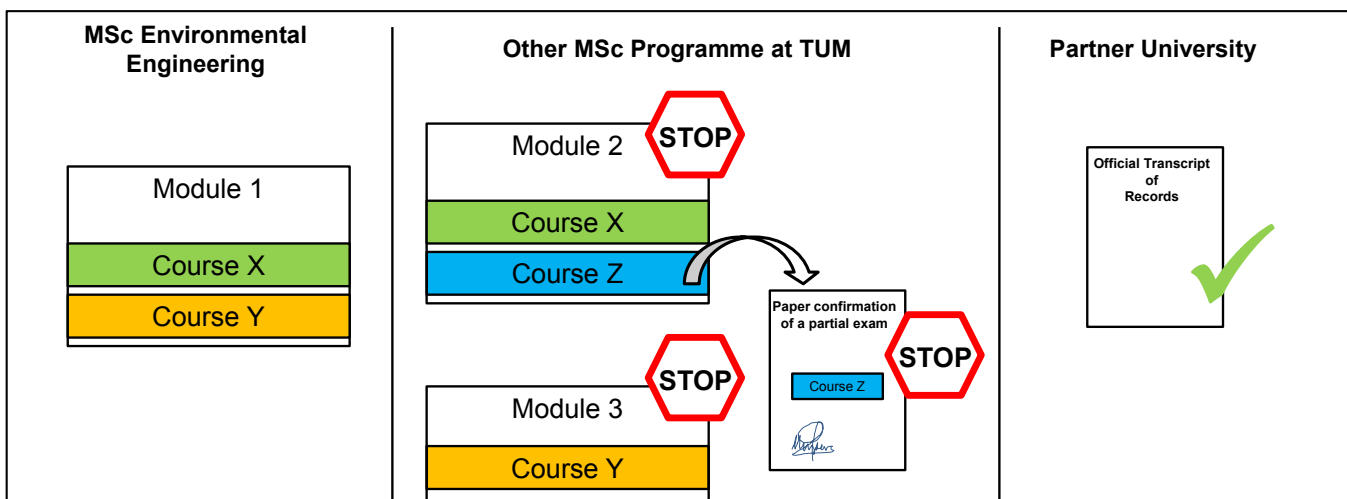 MSc Environmental
Engineering
Module 1
Course X
Course Y
Other MSc Programme at TUM
Module 2
STOP
Course X
Course Z
Paper confirmation
of a partial exam
STOP
Course Z
Module 3
STOP
Course Y
Partner University
Official Transcript
of
Records